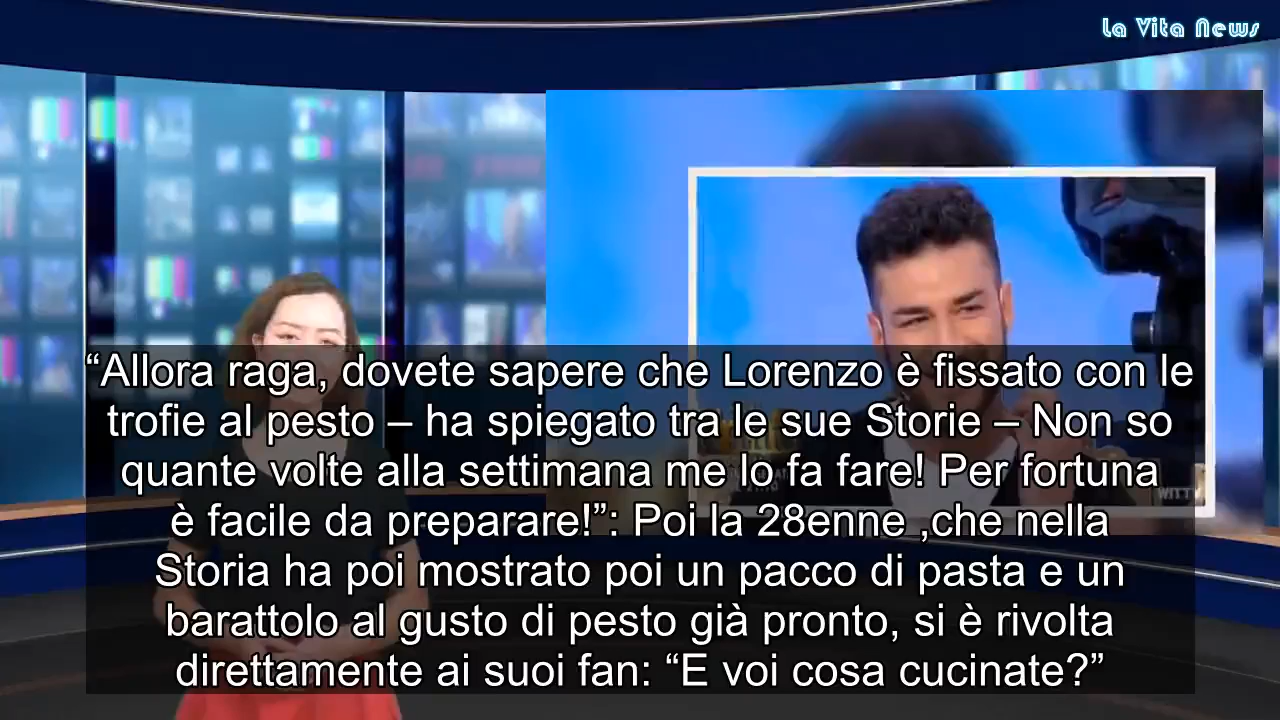 La Vita News
“Allora raga, dovete sapere che Lorenzo è fissato con le
trofie al pesto – ha spiegato tra le sue Storie – Non so
quante volte alla settimana me lo fa fare! Per fortuna
è facile da preparare!”: Poi la 28enne ,che nella
Storia ha poi mostrato poi un pacco di pasta e un
barattolo al gusto di pesto già pronto, si è rivolta
direttamente ai suoi fan: “E voi cosa cucinate?”
WITTY